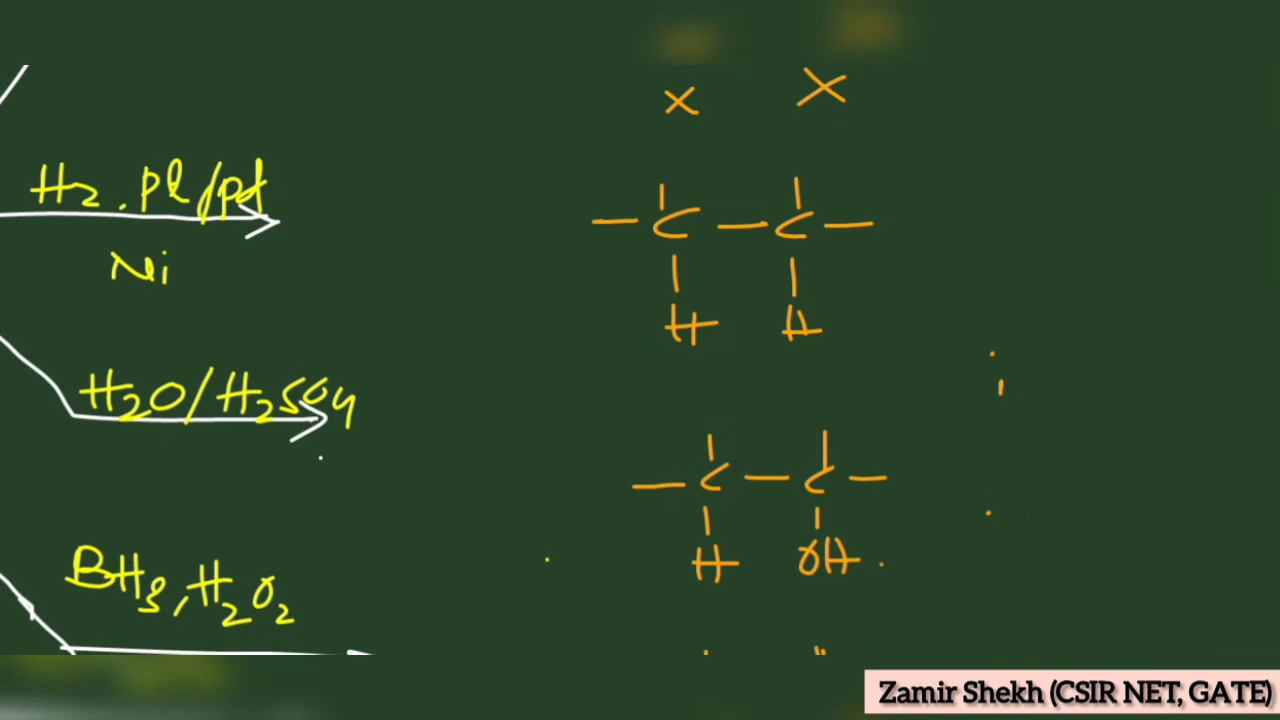 X X
H2 . Pd/pt
Ni
— C — C —
H H
H2O/H2SO4
— C — C —
H OH
BH3, H2O2
Zamir Shekh (CSIR NET, GATE)